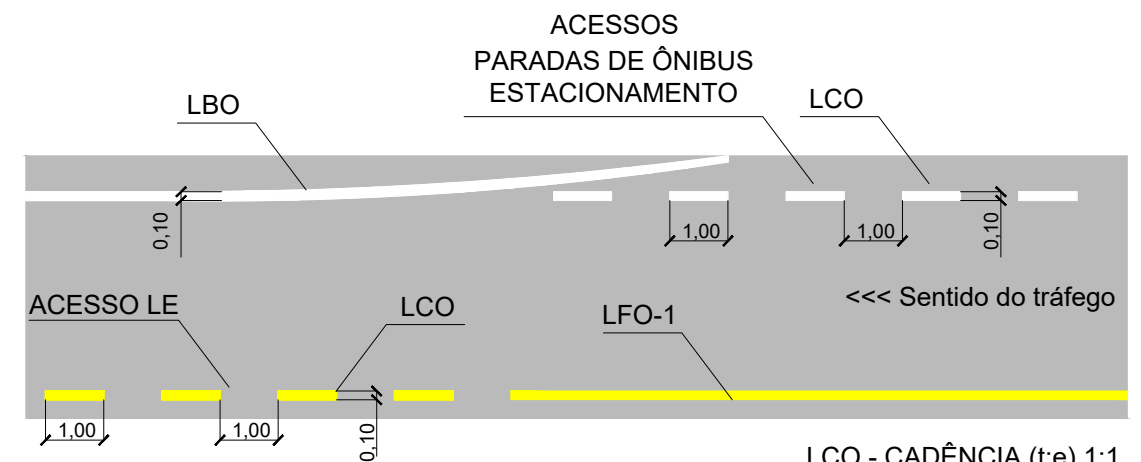 ACESSOS
PARADAS DE ÔNIBUS
ESTACIONAMENTO
LBO
LCO
0,10
1,00
1,00
0,10
<<< Sentido do tráfego
ACESSO LE
LCO
LFO-1
1,00
1,00
0,10
LCO - CADÊNCIA (t:e) 1:1